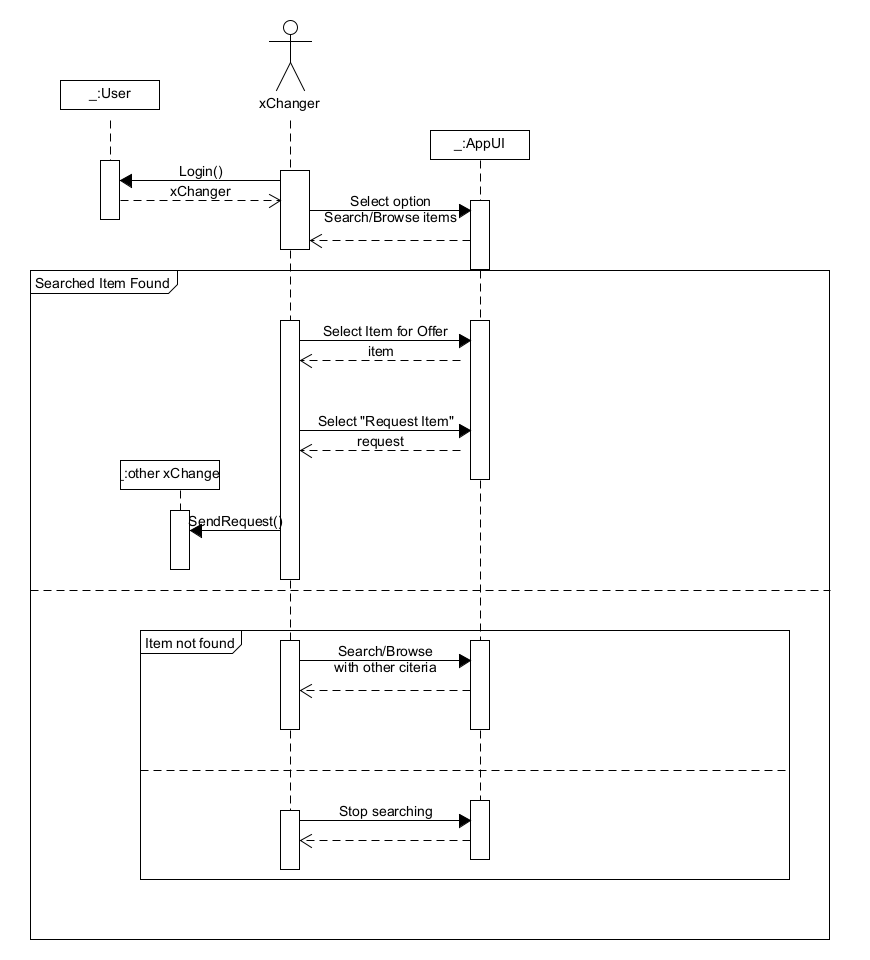 xChanger
_:User
_:AppUI
Login()
xChanger
Select option
Search/Browse items
Searched Item Found
Select Item for Offer
item
Select "Request Item"
request
_:other xChange
SendRequest()
Item not found
Search/Browse
with other citeria
Stop searching